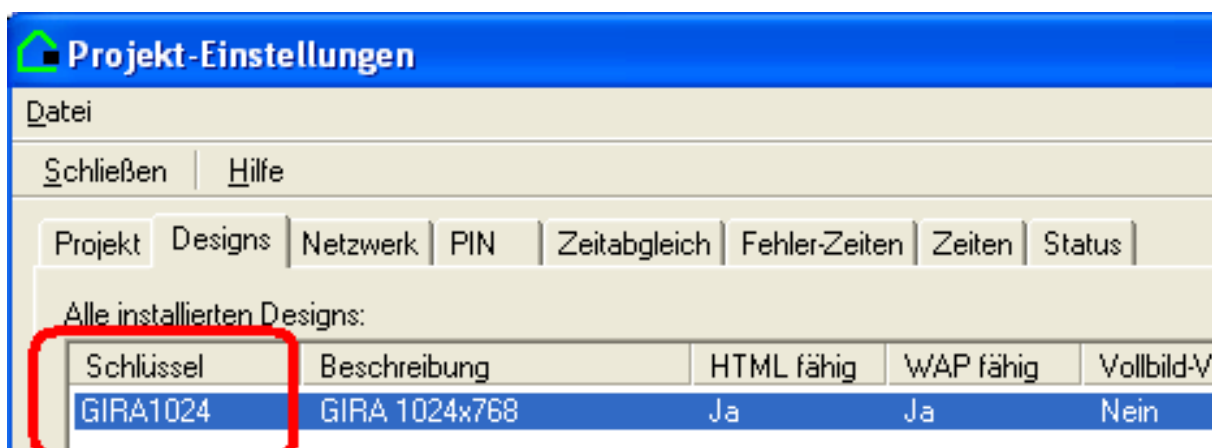 Projekt-Einstellungen
Datei
Schließen Hilfe
Projekt Designs Netzwerk PIN Zeitabgleich Fehler-Zeiten Zeiten Status
Alle installierten Designs:
Schlüssel Beschreibung HTML fähig WAP fähig Vollbild-V
GIRA1024 GIRA 1024x768 Ja Ja Nein